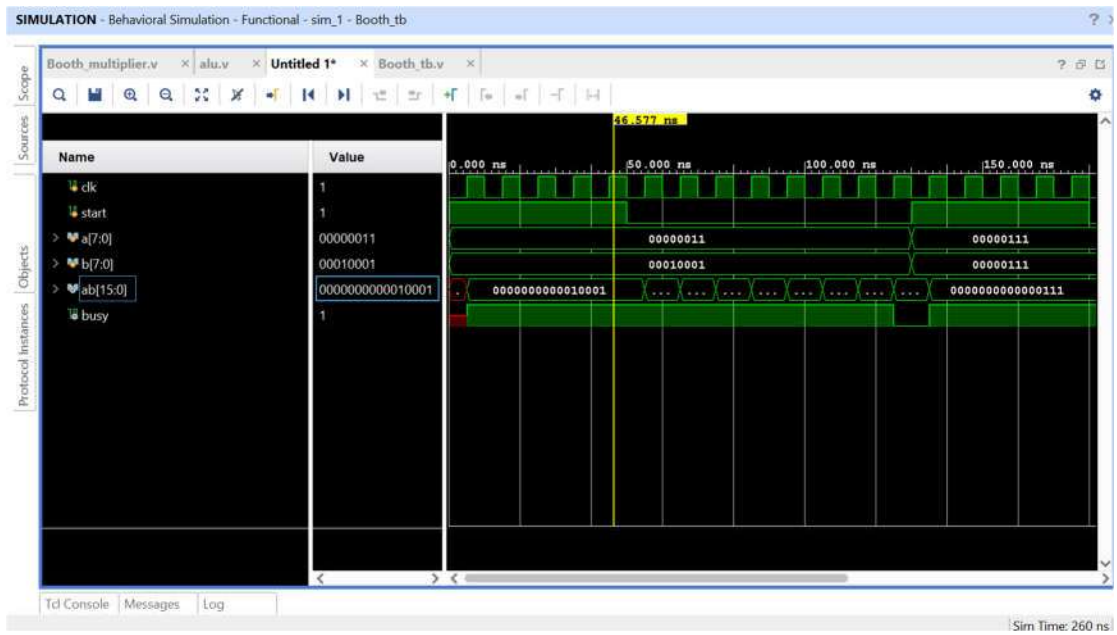 SIMULATION - Behavioral Simulation - Functional - sim_1 - Booth_tb ?
Scope
Sources
Objects
Protocol Instances
Booth_multiplier.v × alu.v × Untitled 1* × Booth_tb.v × ?
46.577 ns
Name Value
0.000 ns 50.000 ns 100.000 ns 150.000 ns
clk 1
start 1
> a[7:0] 00000011 00000011 00000111
> b[7:0] 00010001 00010001 00000111
> ab[15:0] 0000000000010001 . 0000000000010001 ... ... ... ... ... ... ... ... 0000000000000111
busy 1
Tcl Console Messages Log
Sim Time: 260 ns